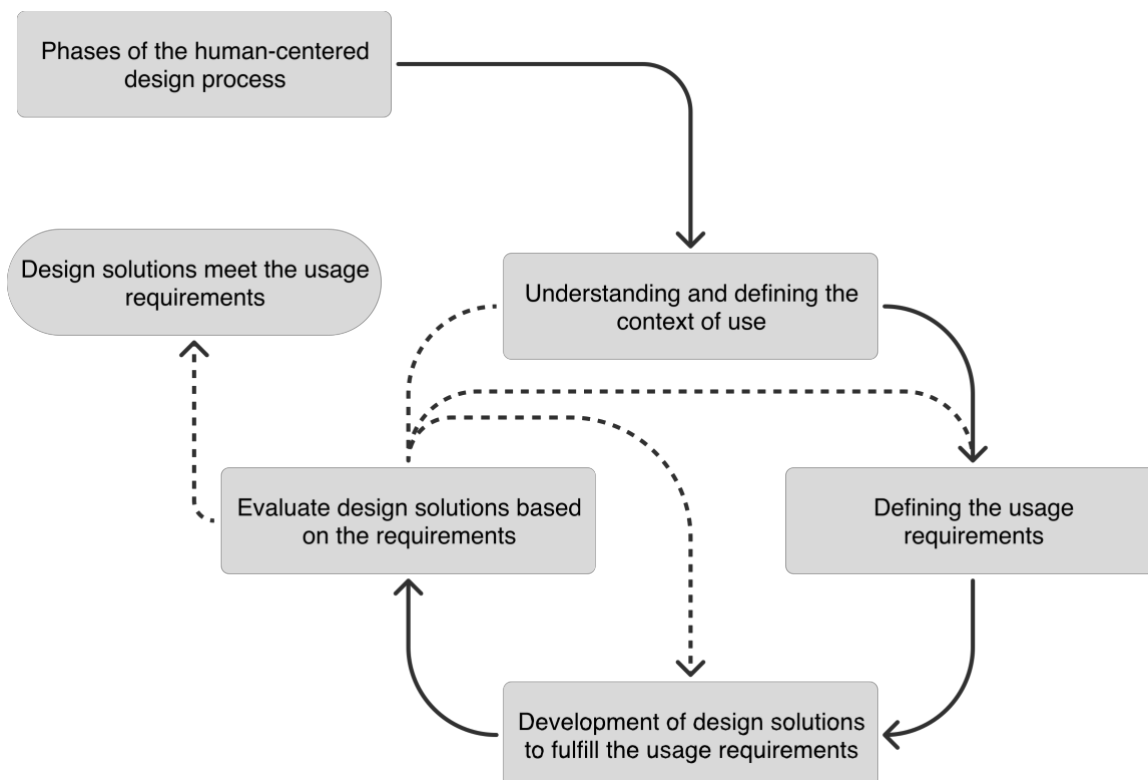 Phases of the human-centered
design process
Design solutions meet the usage
requirements
Understanding and defining the
context of use
Evaluate design solutions based
on the requirements
Defining the usage
requirements
Development of design solutions
to fulfill the usage requirements